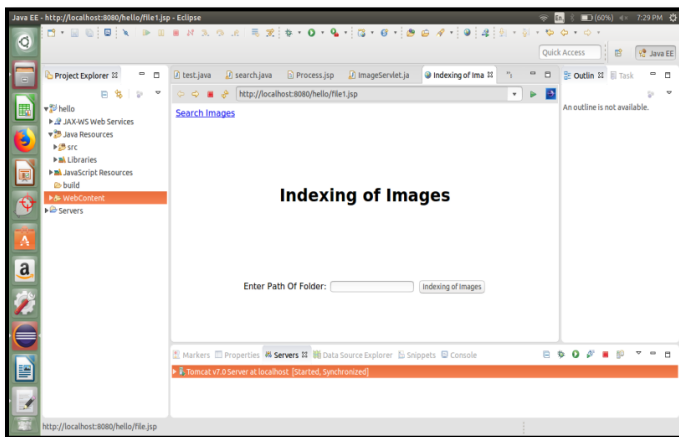 Java EE - http://localhost:8080/hello/file1.jsp - Eclipse
En (60%) 7:29 PM
Quick Access Java EE
Project Explorer
test.java search.java Process.jsp ImageServlet.ja Indexing of Ima
Outlin Task
http://localhost:8080/hello/file1.jsp
An outline is not available.
hello
JAX-WS Web Services
Java Resources
src
Libraries
JavaScript Resources
build
WebContent
Servers
Search Images
Indexing of Images
Enter Path Of Folder: Indexing of Images
Markers Properties Servers Data Source Explorer Snippets Console
Tomcat v7.0 Server at localhost [Started, Synchronized]
http://localhost:8080/hello/file.jsp